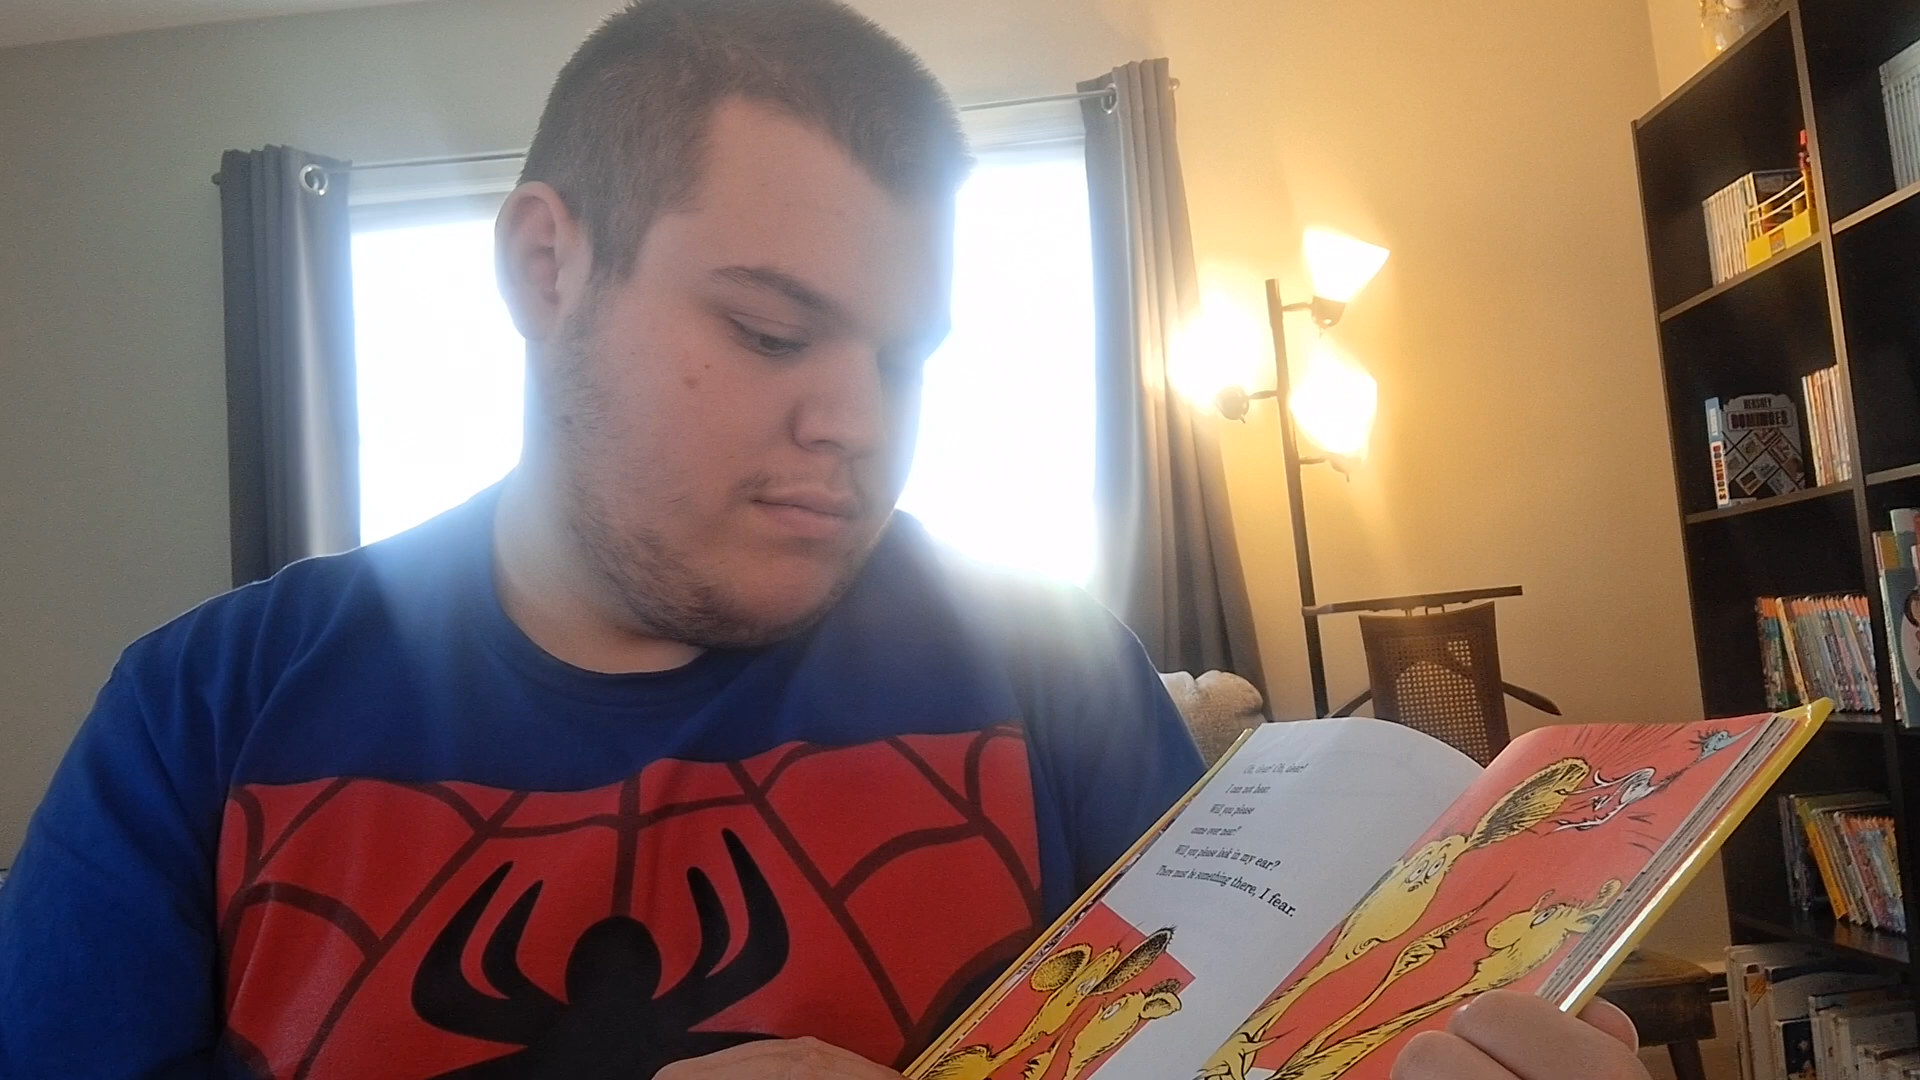 Oh, dear! Oh, dear!
I can not hear.
Will you please
come over near?
Will you please look in my ear?
There must be something there, I fear.
HERSHEY
DOMINOES
DOMINOES